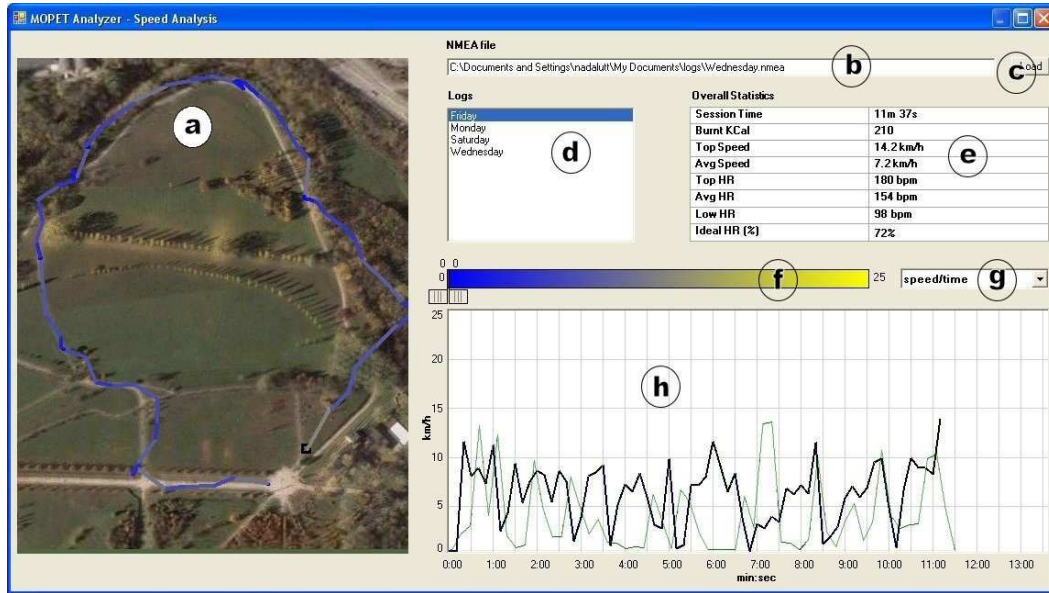 MOPET Analyzer - Speed Analysis
a
NMEA file
C:\Documents and Settings\nadalutt\My Documents\logs\Wednesday.nmea
b
Load
c
Logs
Friday
Monday
Saturday
Wednesday
d
Overall Statistics
Session Time 11m 37s
Burnt KCal 210
Top Speed 14.2 km/h
Avg Speed 7.2 km/h
Top HR 180 bpm
Avg HR 154 bpm
Low HR 98 bpm
Ideal HR (%) 72%
e
0 0
0
25
f
speed/time
g
25
20
15
10
5
0
km/h
h
0:00 1:00 2:00 3:00 4:00 5:00 6:00 7:00 8:00 9:00 10:00 11:00 12:00 13:00
min:sec